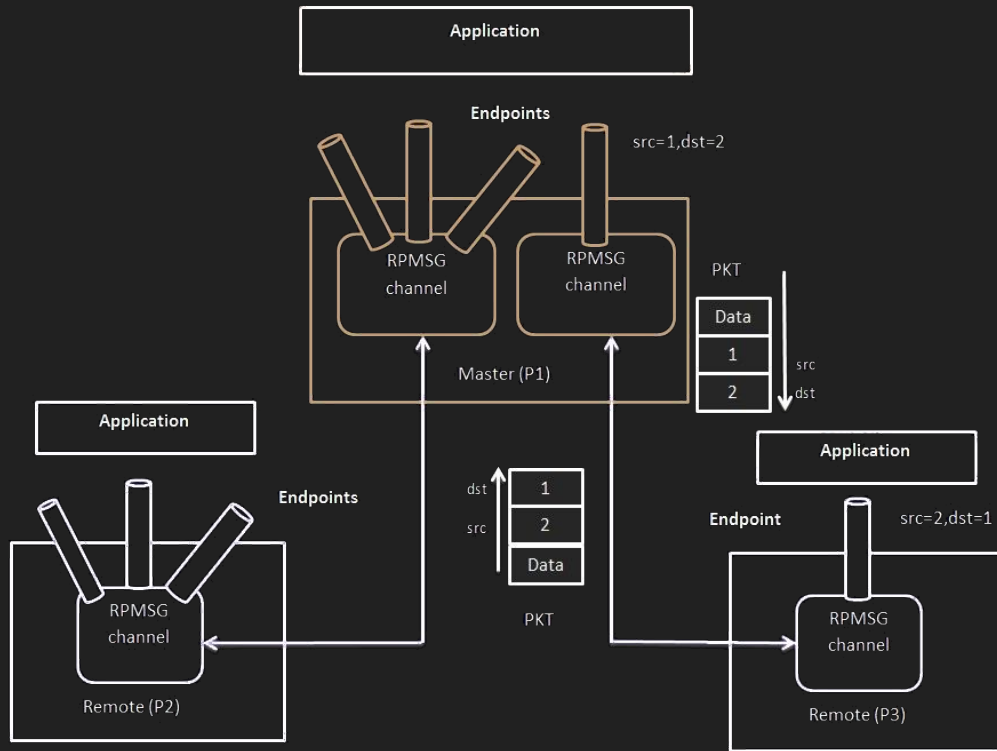 Application
Endpoints
src=1,dst=2
RPMSG
channel
RPMSG
channel
PKT
Data
1
src
2
dst
Master (P1)
Application
Endpoints
RPMSG
channel
Remote (P2)
dst
1
src
2
Data
PKT
Application
Endpoint
src=2,dst=1
RPMSG
channel
Remote (P3)